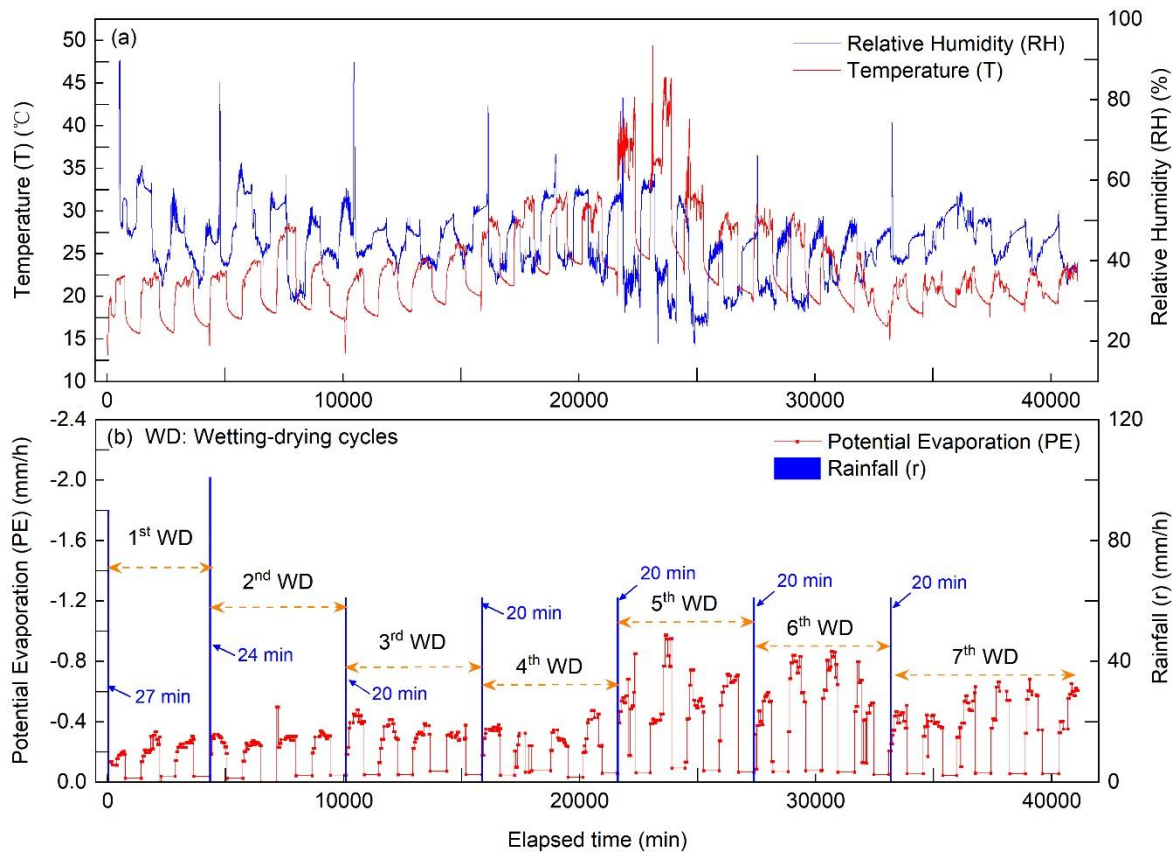 (a)
Relative Humidity (RH)
Temperature (T)
Temperature (T) (℃)
50
45
40
35
30
25
20
15
10
Relative Humidity (RH) (%)
100
80
60
40
20
0 10000 20000 30000 40000
(b) WD: Wetting-drying cycles
Potential Evaporation (PE)
Rainfall (r)
Potential Evaporation (PE) (mm/h)
-2.4
-2.0
-1.6
-1.2
-0.8
-0.4
0.0
Rainfall (r) (mm/h)
120
80
40
0
1st WD
2nd WD
3rd WD
4th WD
5th WD
6th WD
7th WD
27 min
24 min
20 min
20 min
20 min
20 min
20 min
0 10000 20000 30000 40000
Elapsed time (min)